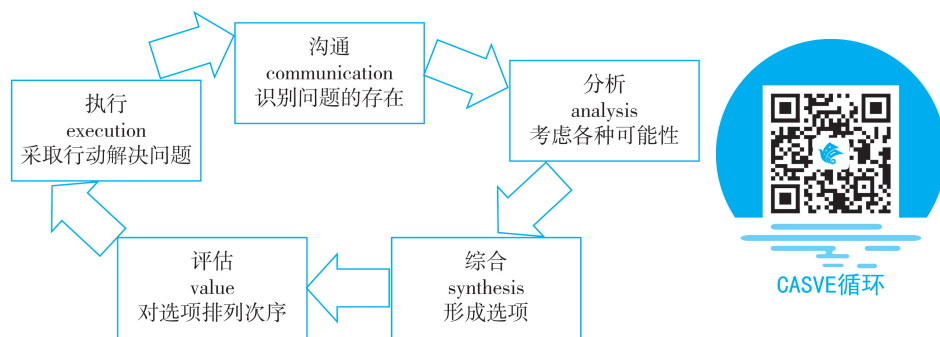 沟通
communication
识别问题的存在
分析
analysis
考虑各种可能性
综合
synthesis
形成选项
评估
value
对选项排列次序
执行
execution
采取行动解决问题
CASVE循环